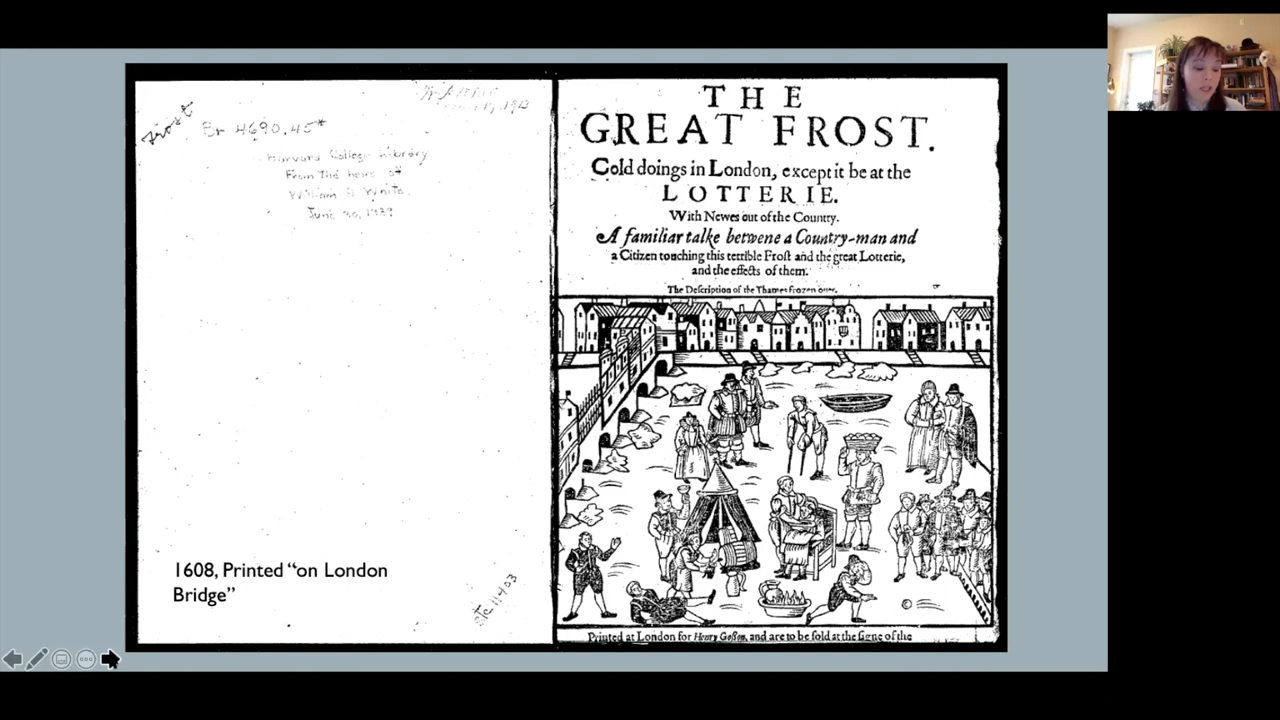 Br 4690.45*
Harvard College Library
From the heirs of
William A. White
June 30, 1939
1608, Printed “on London
Bridge”
STC 11403
THE
GREAT FROST.
Cold doings in London, except it be at the
LOTTERIE.
With Newes out of the Country.
A familiar talke betwene a Country-man and
a Citizen touching this terrible Frost and the great Lotterie,
and the effects of them.
The Description of the Thames frozen over.
Printed at London for Henry Gosson, and are to be sold at the signe of the